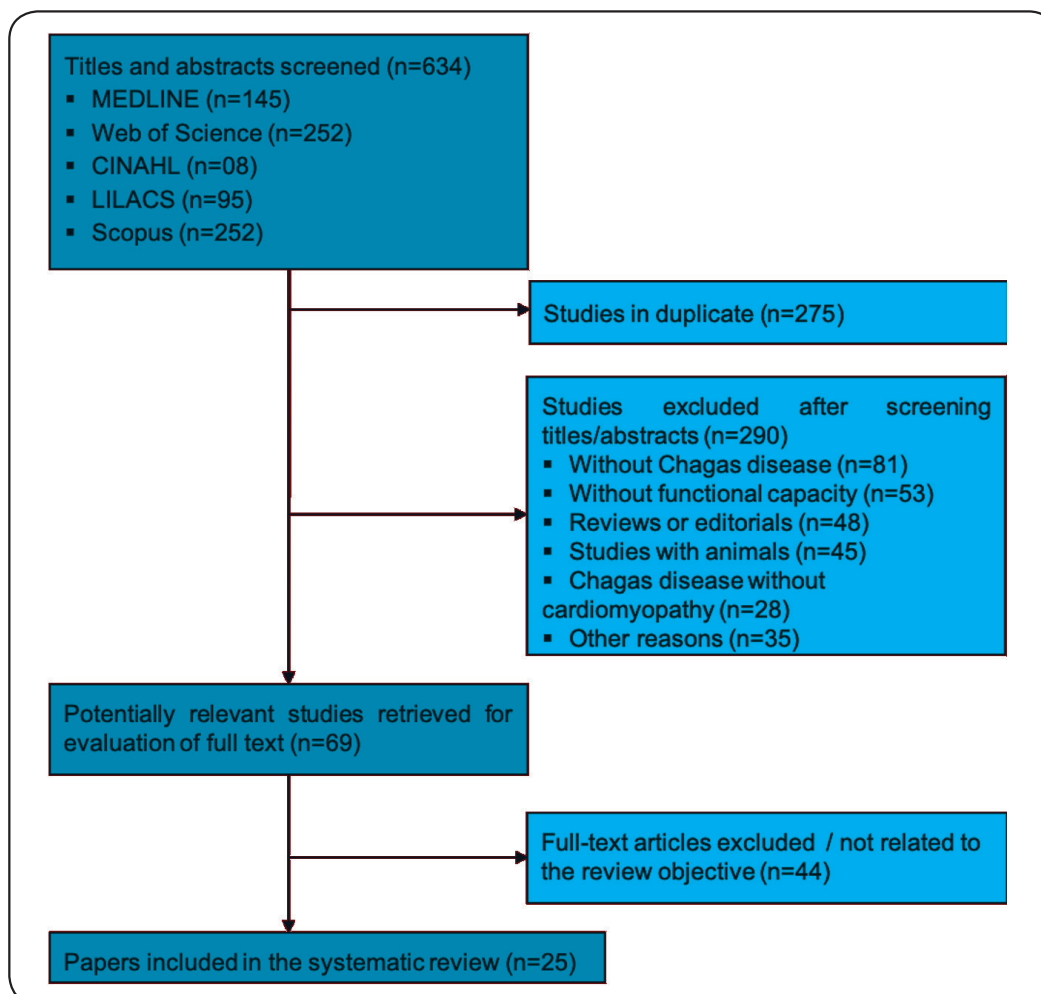 Titles and abstracts screened (n=634)
▪ MEDLINE (n=145)
▪ Web of Science (n=252)
▪ CINAHL (n=08)
▪ LILACS (n=95)
▪ Scopus (n=252)
Studies in duplicate (n=275)
Studies excluded after screening
titles/abstracts (n=290)
▪ Without Chagas disease (n=81)
▪ Without functional capacity (n=53)
▪ Reviews or editorials (n=48)
▪ Studies with animals (n=45)
▪ Chagas disease without
cardiomyopathy (n=28)
▪ Other reasons (n=35)
Potentially relevant studies retrieved for
evaluation of full text (n=69)
Full-text articles excluded / not related to
the review objective (n=44)
Papers included in the systematic review (n=25)